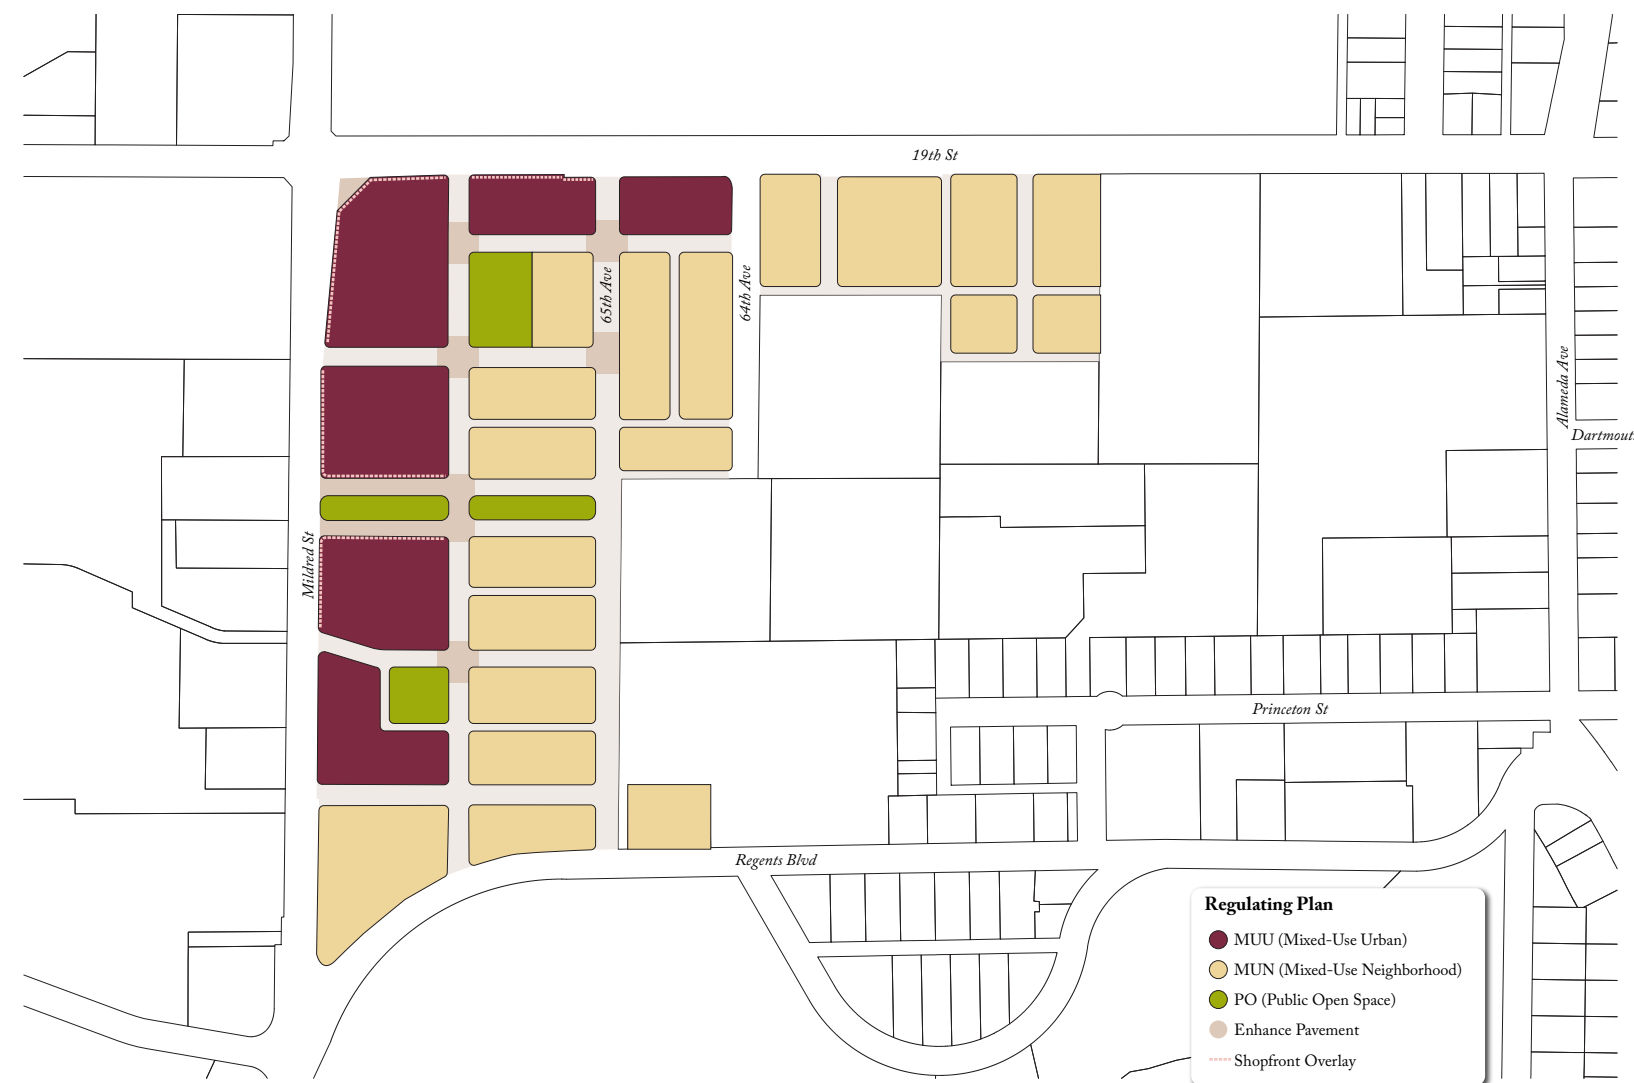 19th St
65th Ave
64th Ave
Alameda Ave
Dartmout
Mildred St
Princeton St
Regents Blvd
Regulating Plan
MUU (Mixed-Use Urban)
MUN (Mixed-Use Neighborhood)
PO (Public Open Space)
Enhance Pavement
Shopfront Overlay